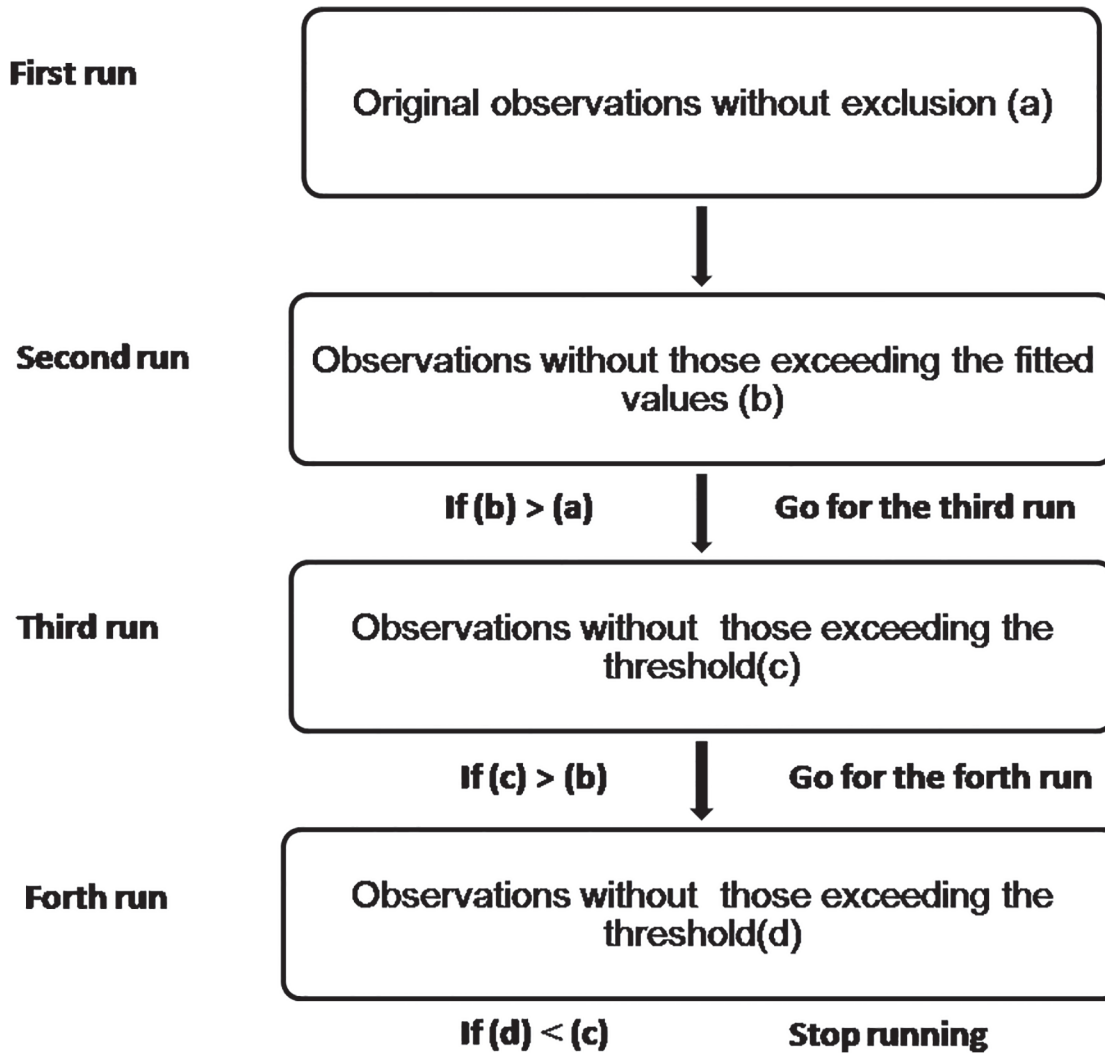 First run
Original observations without exclusion (a)
Second run
Observations without those exceeding the fitted
values (b)
If (b) > (a)
Go for the third run
Third run
Observations without  those exceeding the
threshold(c)
If (c) > (b)
Go for the forth run
Forth run
Observations without  those exceeding the
threshold(d)
If (d) < (c)
Stop running